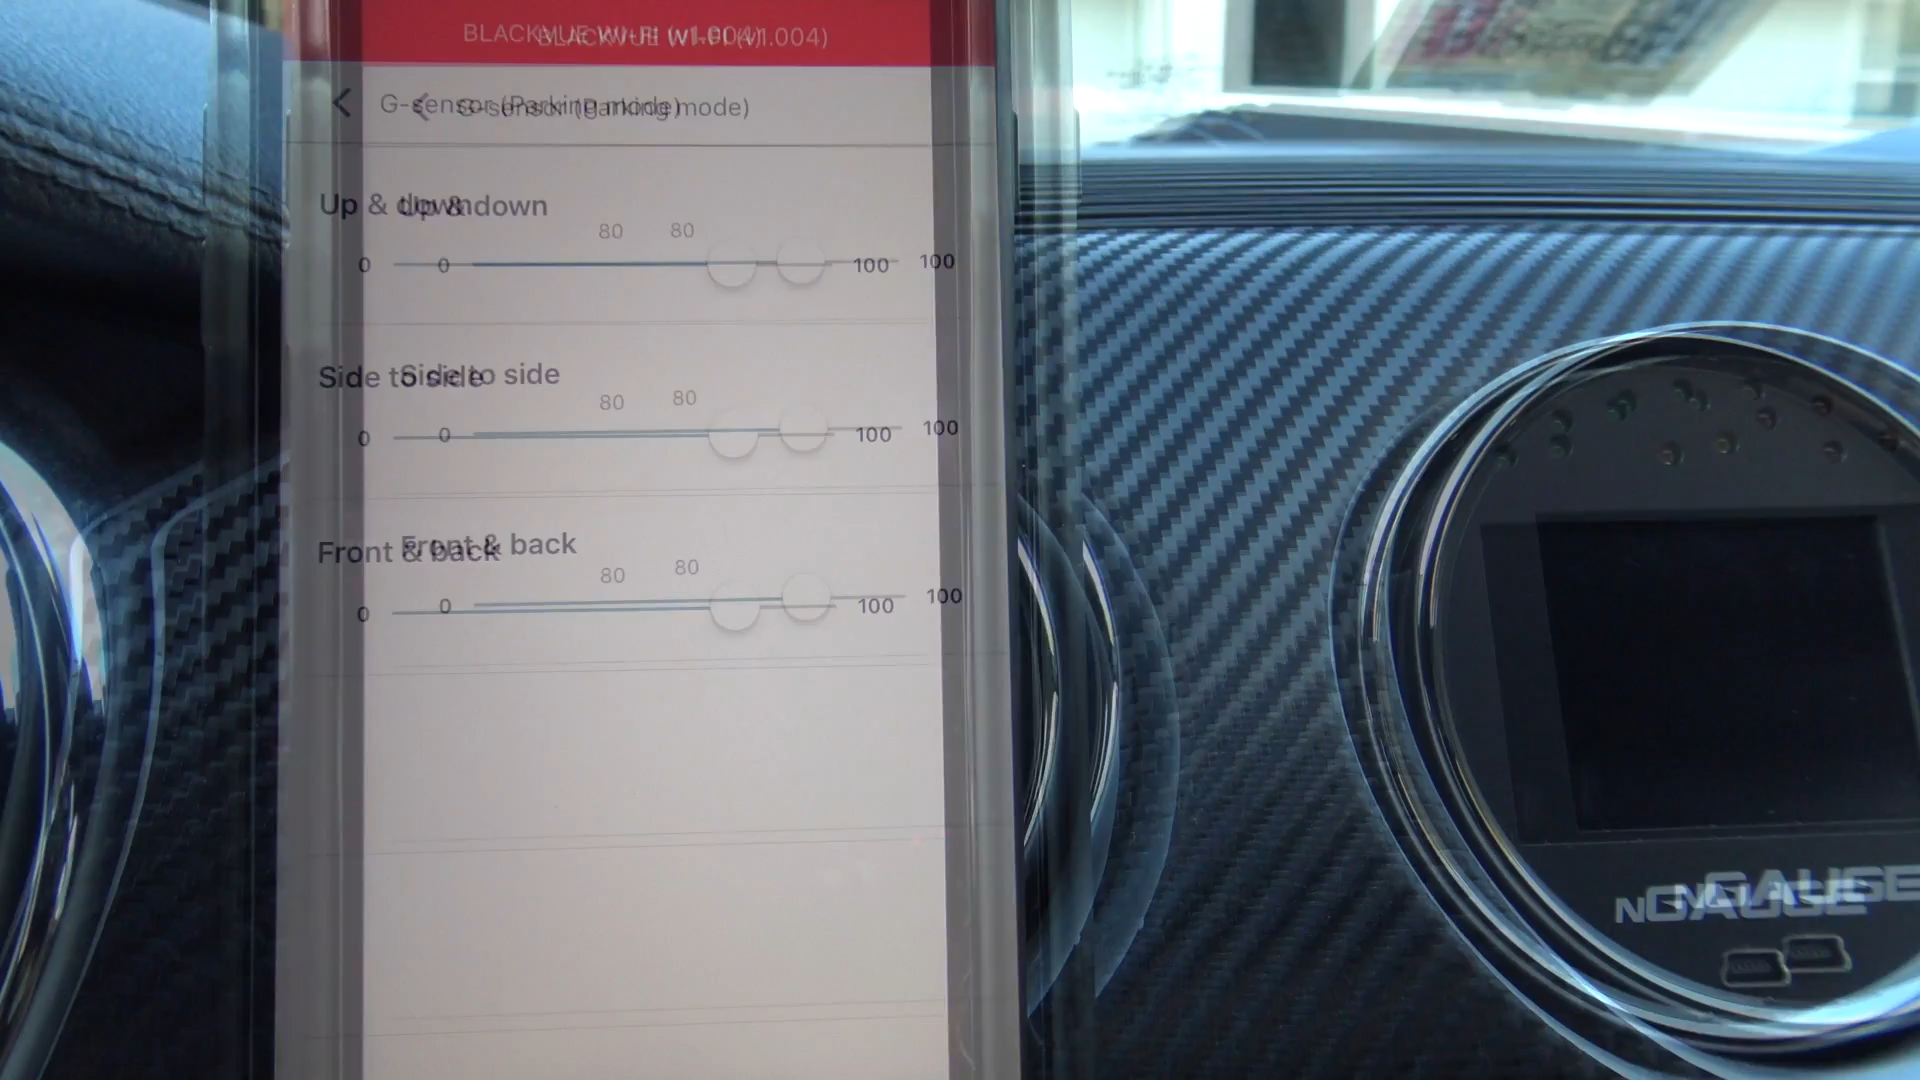 BLACKVUE WI-FI (v1.004)
G-sensor (Parking mode)
Up & down
80
0 100
Side to side
80
0 100
Front & back
80
0 100
NGAUGE